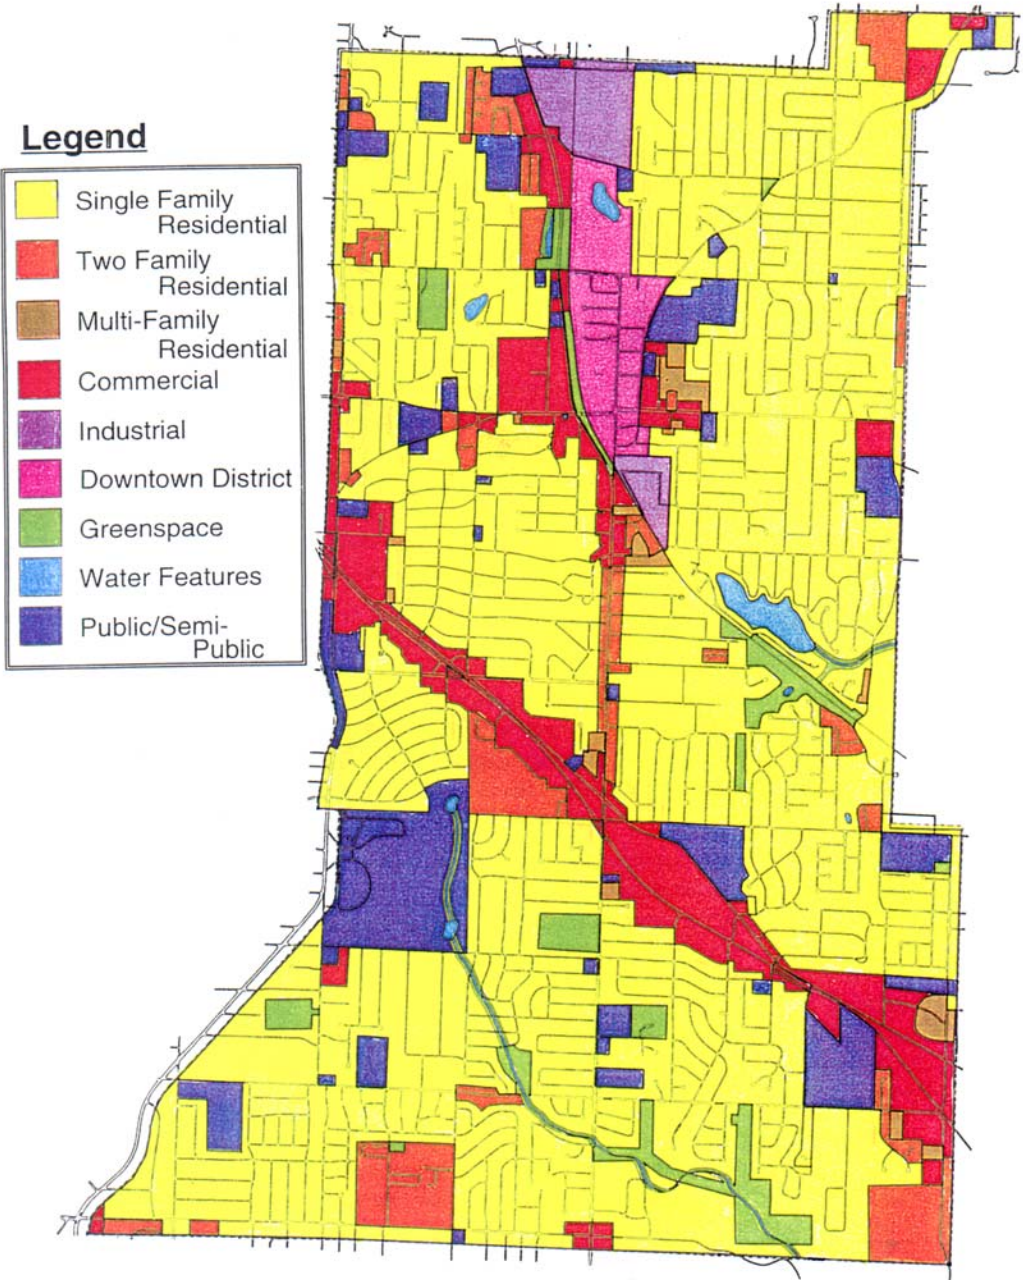 Legend
Single Family
Residential
Two Family
Residential
Multi-Family
Residential
Commercial
Industrial
Downtown District
Greenspace
Water Features
Public/Semi-
Public